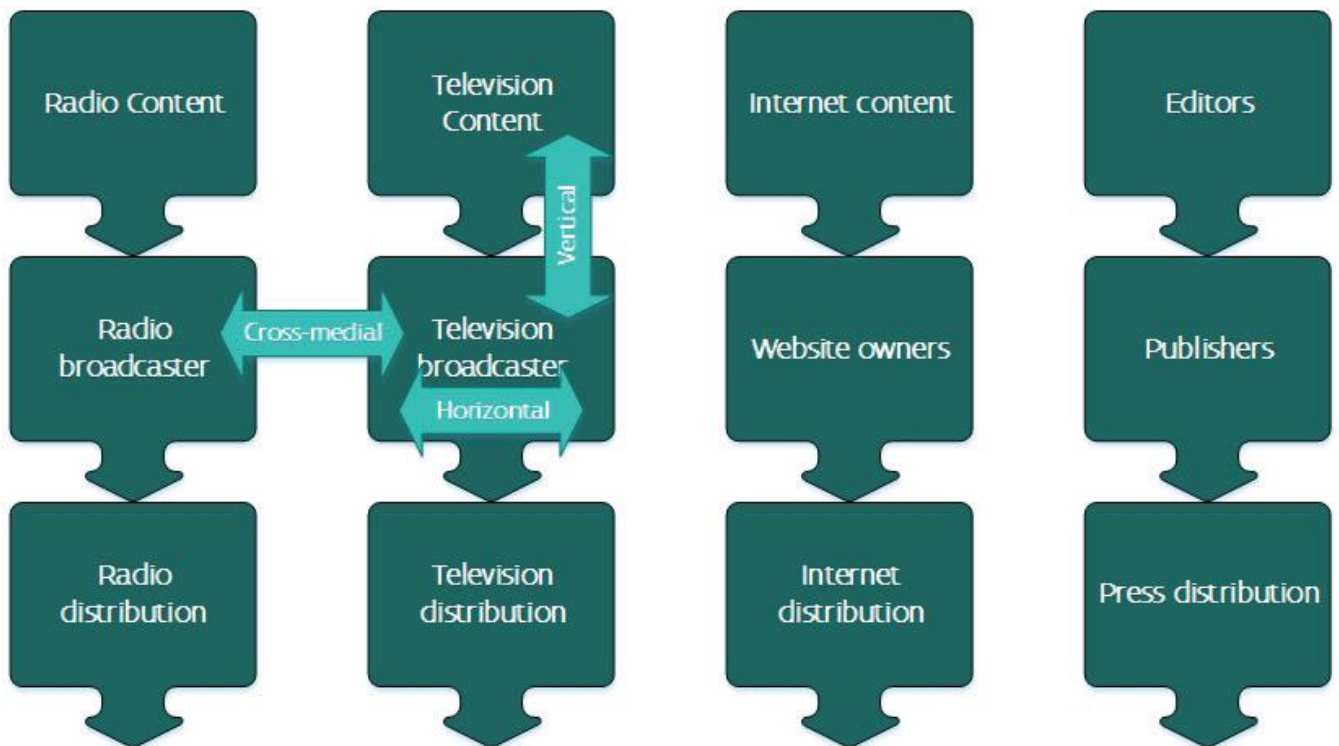 Radio Content
Television
Content
Internet content
Editors
Vertical
Radio
broadcaster
Cross-medial
Television
broadcaster
Horizontal
Website owners
Publishers
Radio
distribution
Television
distribution
Internet
distribution
Press distribution